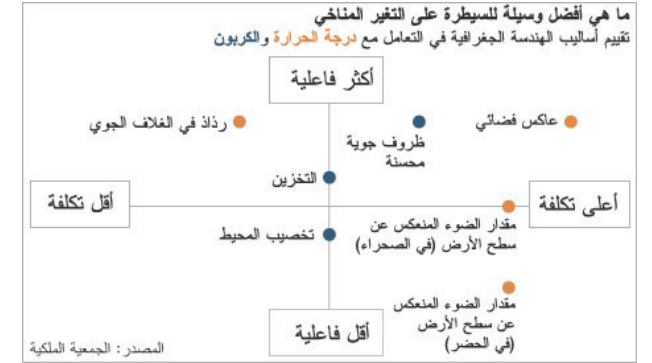 ما هي أفضل وسيلة للسيطرة على التغير المناخي
تقييم أساليب الهندسة الجغرافية في التعامل مع درجة الحرارة والكربون
أكثر فاعلية
عاكس فضائي
رذاذ في الغلاف الجوي
ظروف جوية
محسنة
التخزين
أعلى تكلفة
أقل تكلفة
مقدار الضوء المنعكس عن
سطح الأرض (في الصحراء)
تخصيب المحيط
مقدار الضوء المنعكس
عن سطح الأرض
(في الحضر)
أقل فاعلية
المصدر: الجمعية الملكية